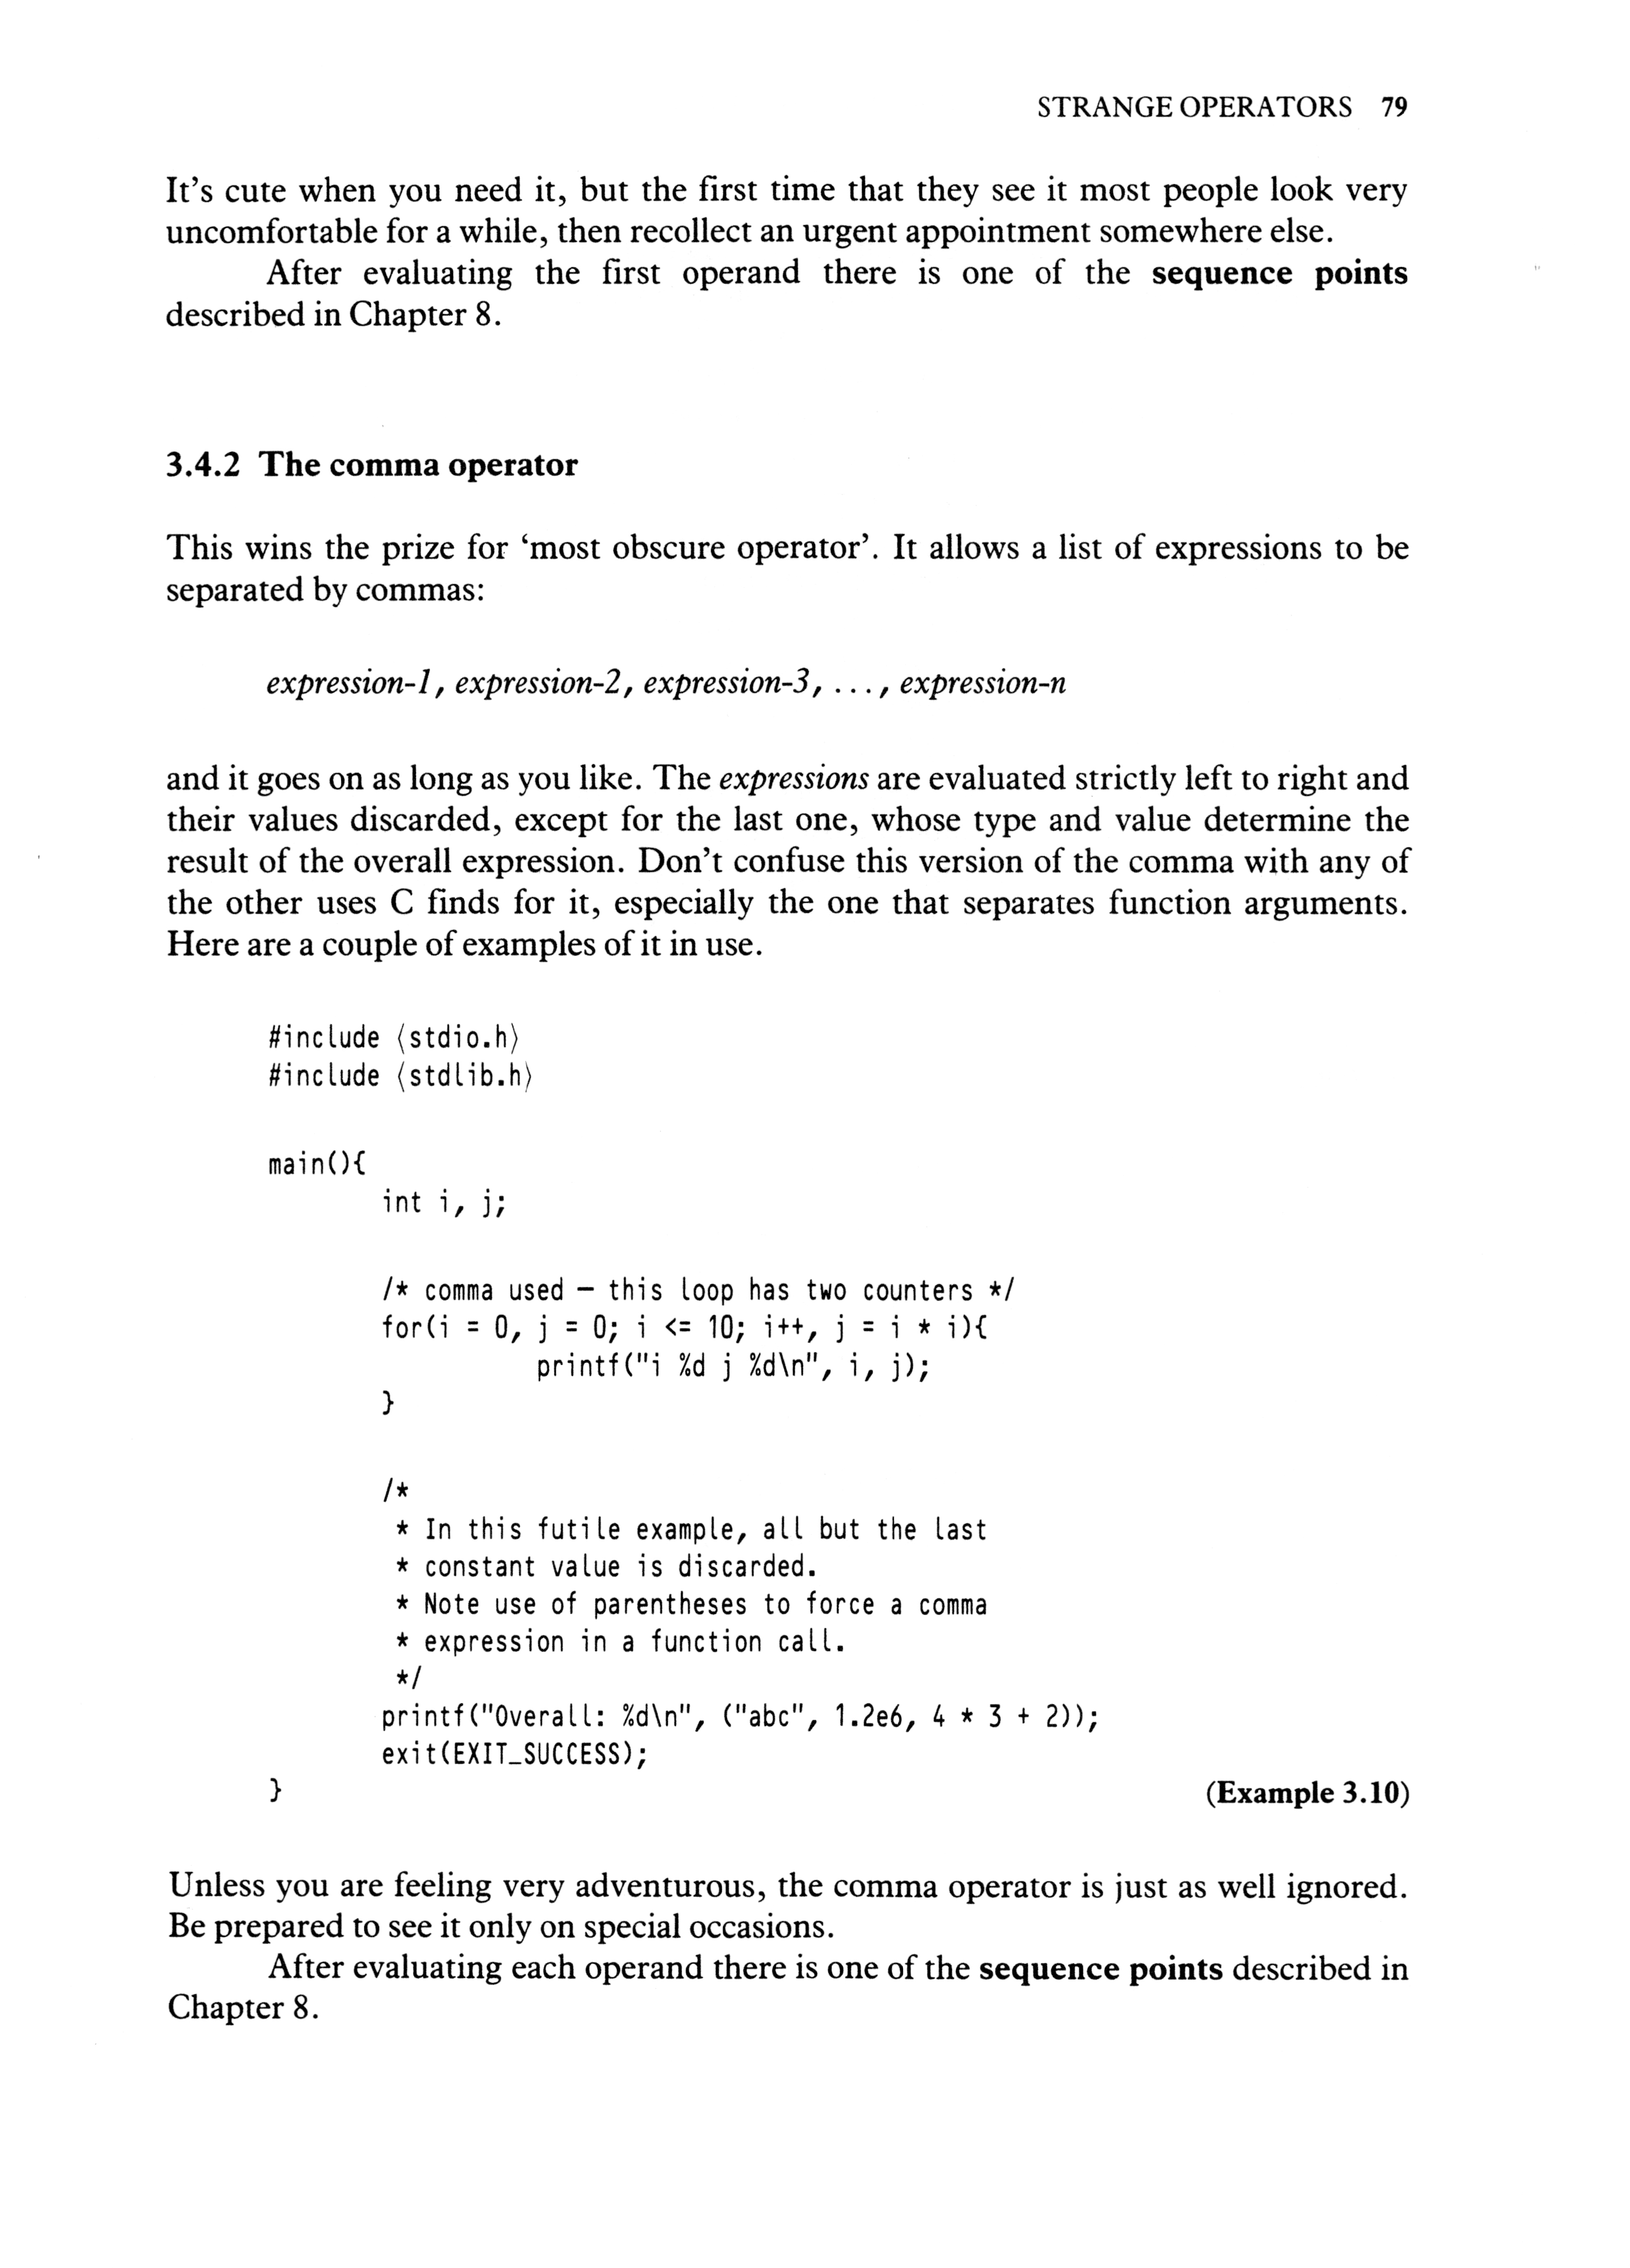 STRANGE OPERATORS 79
It's cute when you need it, but the first time that they see it most people look very
uncomfortable for a while, then recollect an urgent appointment somewhere else.
After evaluating the first operand there is one of the sequence points
described in Chapter 8.
3.4.2 The comma operator
This wins the prize for ‘most obscure operator’. It allows a list of expressions to be
separated by commas:
expression-1, expression-2, expression-3, ..., expression-n
and it goes on as long as you like. The expressions are evaluated strictly left to right and
their values discarded, except for the last one, whose type and value determine the
result of the overall expression. Don't confuse this version of the comma with any of
the other uses C finds for it, especially the one that separates function arguments.
Here are a couple of examples of it in use.
#include ⟨stdio.h⟩
#include ⟨stdlib.h⟩
main(){
int i, j;
/* comma used – this loop has two counters */
for(i = 0, j = 0; i <= 10; i++, j = i * i){
printf("i %d j %d\n", i, j);
}
/*
* In this futile example, all but the last
* constant value is discarded.
* Note use of parentheses to force a comma
* expression in a function call.
*/
printf("Overall: %d\n", ("abc", 1.2e6, 4 * 3 + 2));
exit(EXIT_SUCCESS);
} (Example 3.10)
Unless you are feeling very adventurous, the comma operator is just as well ignored.
Be prepared to see it only on special occasions.
After evaluating each operand there is one of the sequence points described in
Chapter 8.